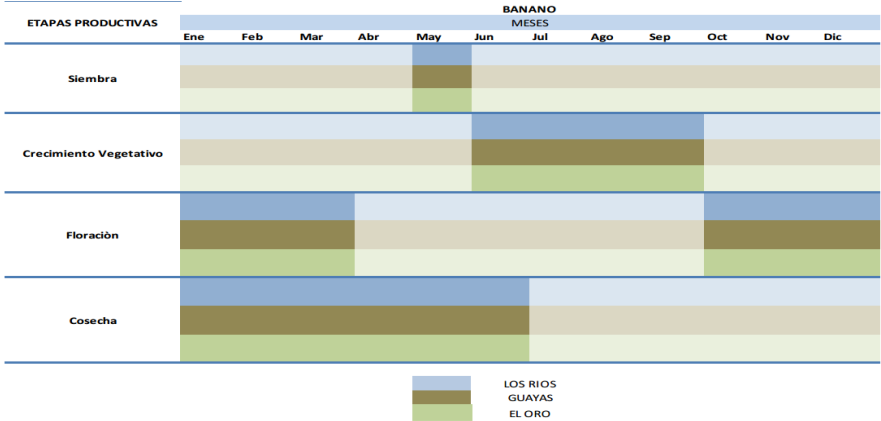 BANANO
ETAPAS PRODUCTIVAS MESES
Ene Feb Mar Abr May Jun Jul Ago Sep Oct Nov Dic
Siembra
Crecimiento Vegetativo
Floraciòn
Cosecha
LOS RIOS
GUAYAS
EL ORO